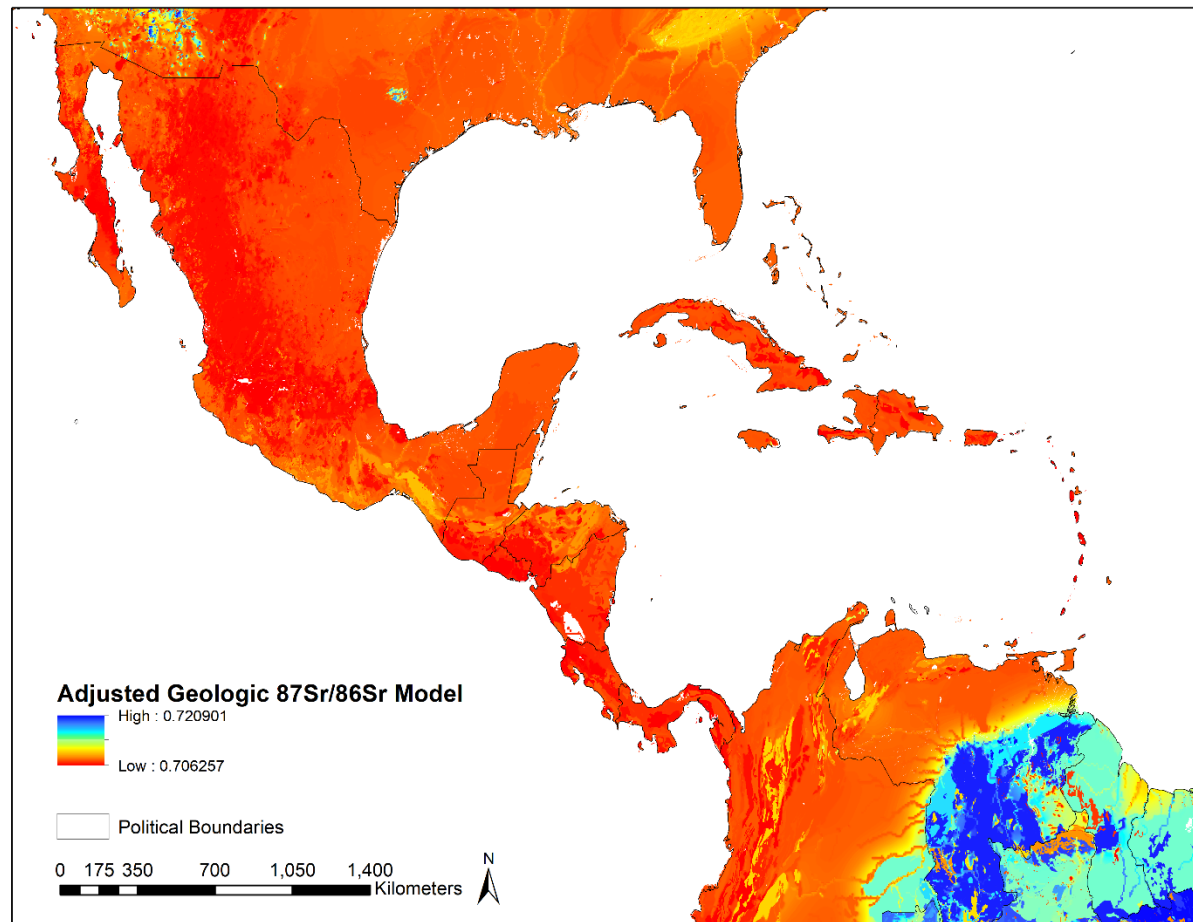 Adjusted Geologic 87Sr/86Sr Model
High : 0.720901
Low : 0.706257
Political Boundaries
0 175 350 700 1,050 1,400
Kilometers
N